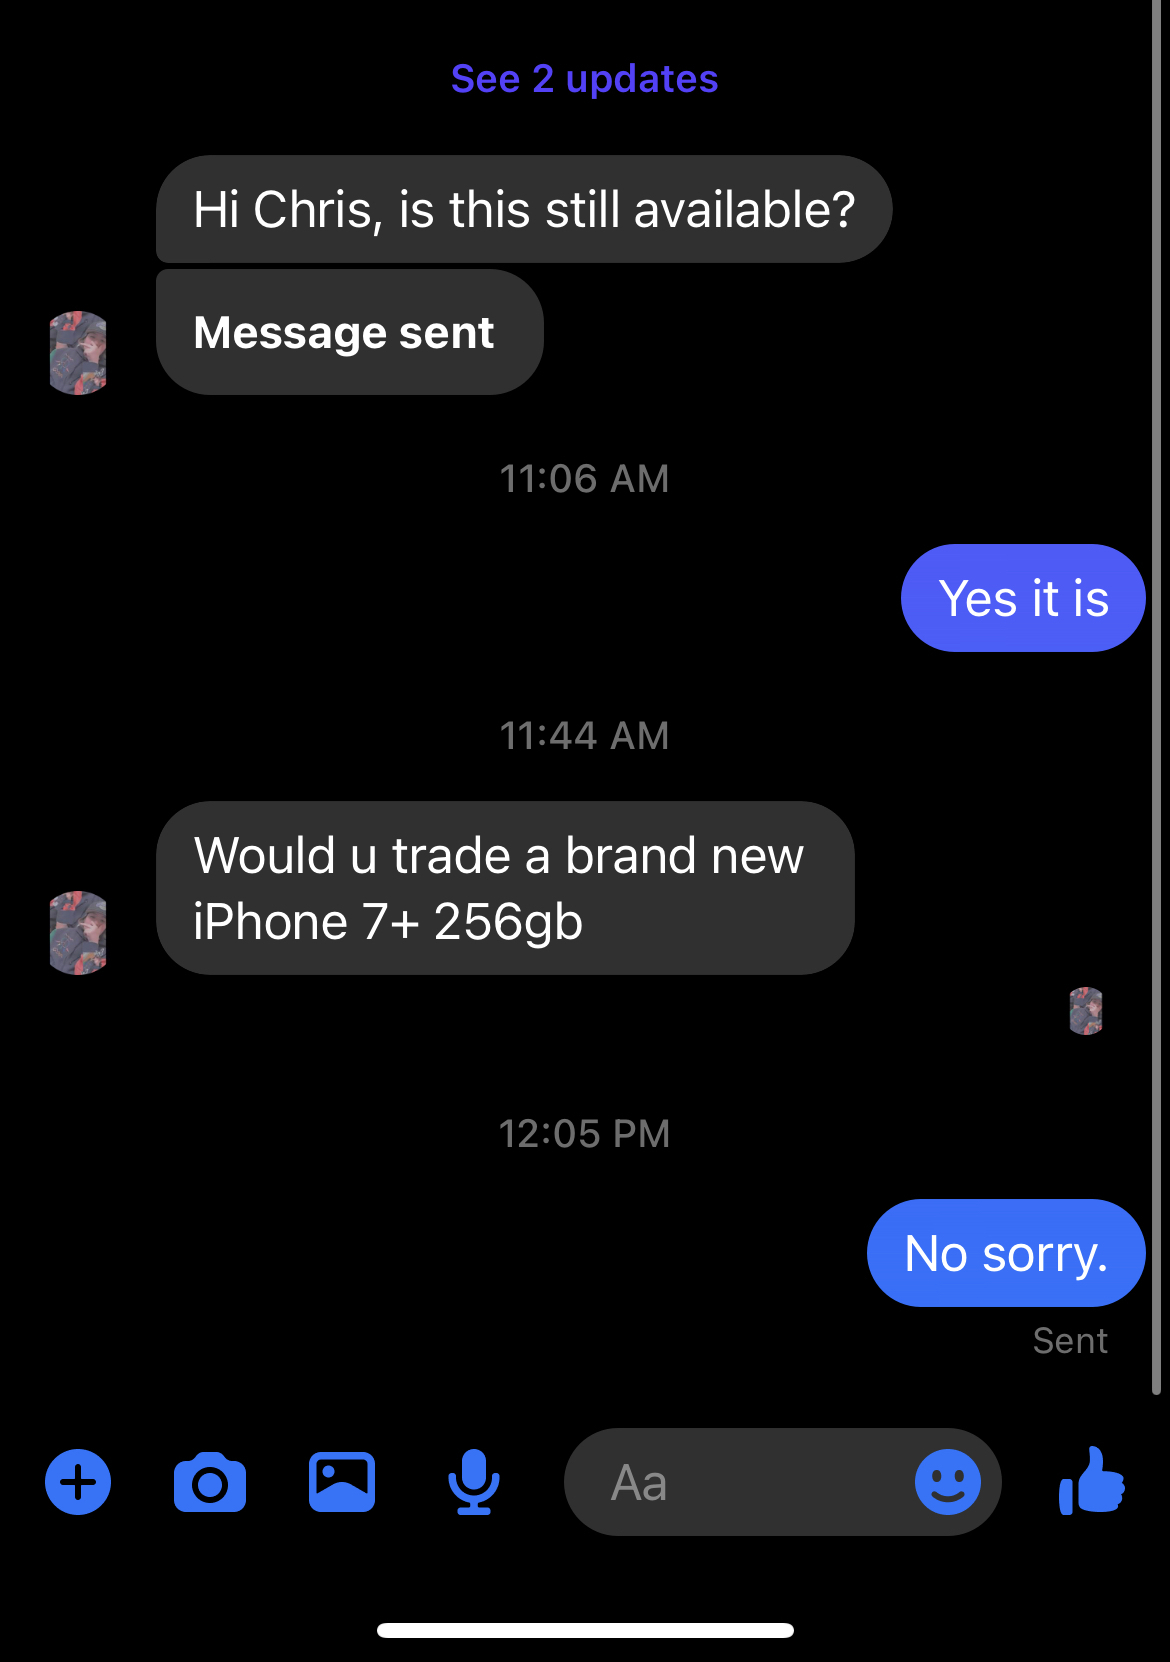 See 2 updates
Hi Chris, is this still available?
Message sent
11:06 AM
Yes it is
11:44 AM
Would u trade a brand new
iPhone 7+ 256gb
12:05 PM
No sorry.
Sent
Aa